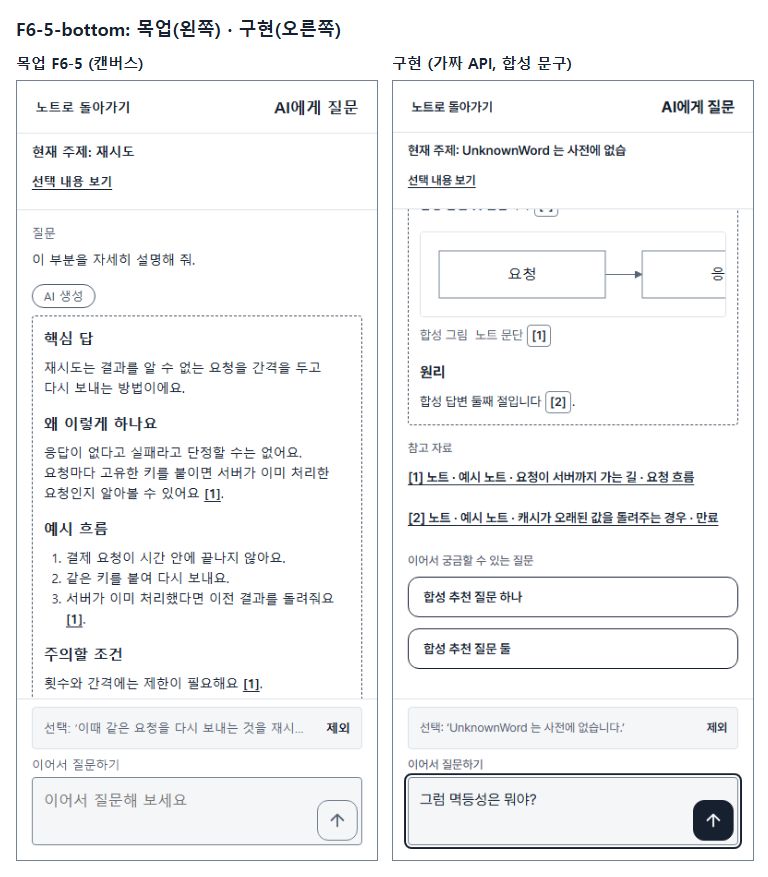 F6-5-bottom: 목업(왼쪽) · 구현(오른쪽)
목업 F6-5 (캔버스)
노트로 돌아가기
AI에게 질문
현재 주제: 재시도
선택 내용 보기
질문
이 부분을 자세히 설명해 줘.
AI 생성
핵심 답
재시도는 결과를 알 수 없는 요청을 간격을 두고
다시 보내는 방법이에요.
왜 이렇게 하나요
응답이 없다고 실패라고 단정할 수는 없어요.
요청마다 고유한 키를 붙이면 서버가 이미 처리한
요청인지 알아볼 수 있어요 [1].
예시 흐름
1. 결제 요청이 시간 안에 끝나지 않아요.
2. 같은 키를 붙여 다시 보내요.
3. 서버가 이미 처리했다면 이전 결과를 돌려줘요
[1].
주의할 조건
횟수와 간격에는 제한이 필요해요 [1].
선택: ‘이때 같은 요청을 다시 보내는 것을 재시...
제외
이어서 질문하기
이어서 질문해 보세요
구현 (가짜 API, 합성 문구)
노트로 돌아가기
AI에게 질문
현재 주제: UnknownWord 는 사전에 없습
선택 내용 보기
요청
응
합성 그림 노트 문단 [1]
원리
합성 답변 둘째 절입니다 [2].
참고 자료
[1] 노트 · 예시 노트 · 요청이 서버까지 가는 길 · 요청 흐름
[2] 노트 · 예시 노트 · 캐시가 오래된 값을 돌려주는 경우 · 만료
이어서 궁금할 수 있는 질문
합성 추천 질문 하나
합성 추천 질문 둘
선택: ‘UnknownWord 는 사전에 없습니다.’
제외
이어서 질문하기
그럼 멱등성은 뭐야?